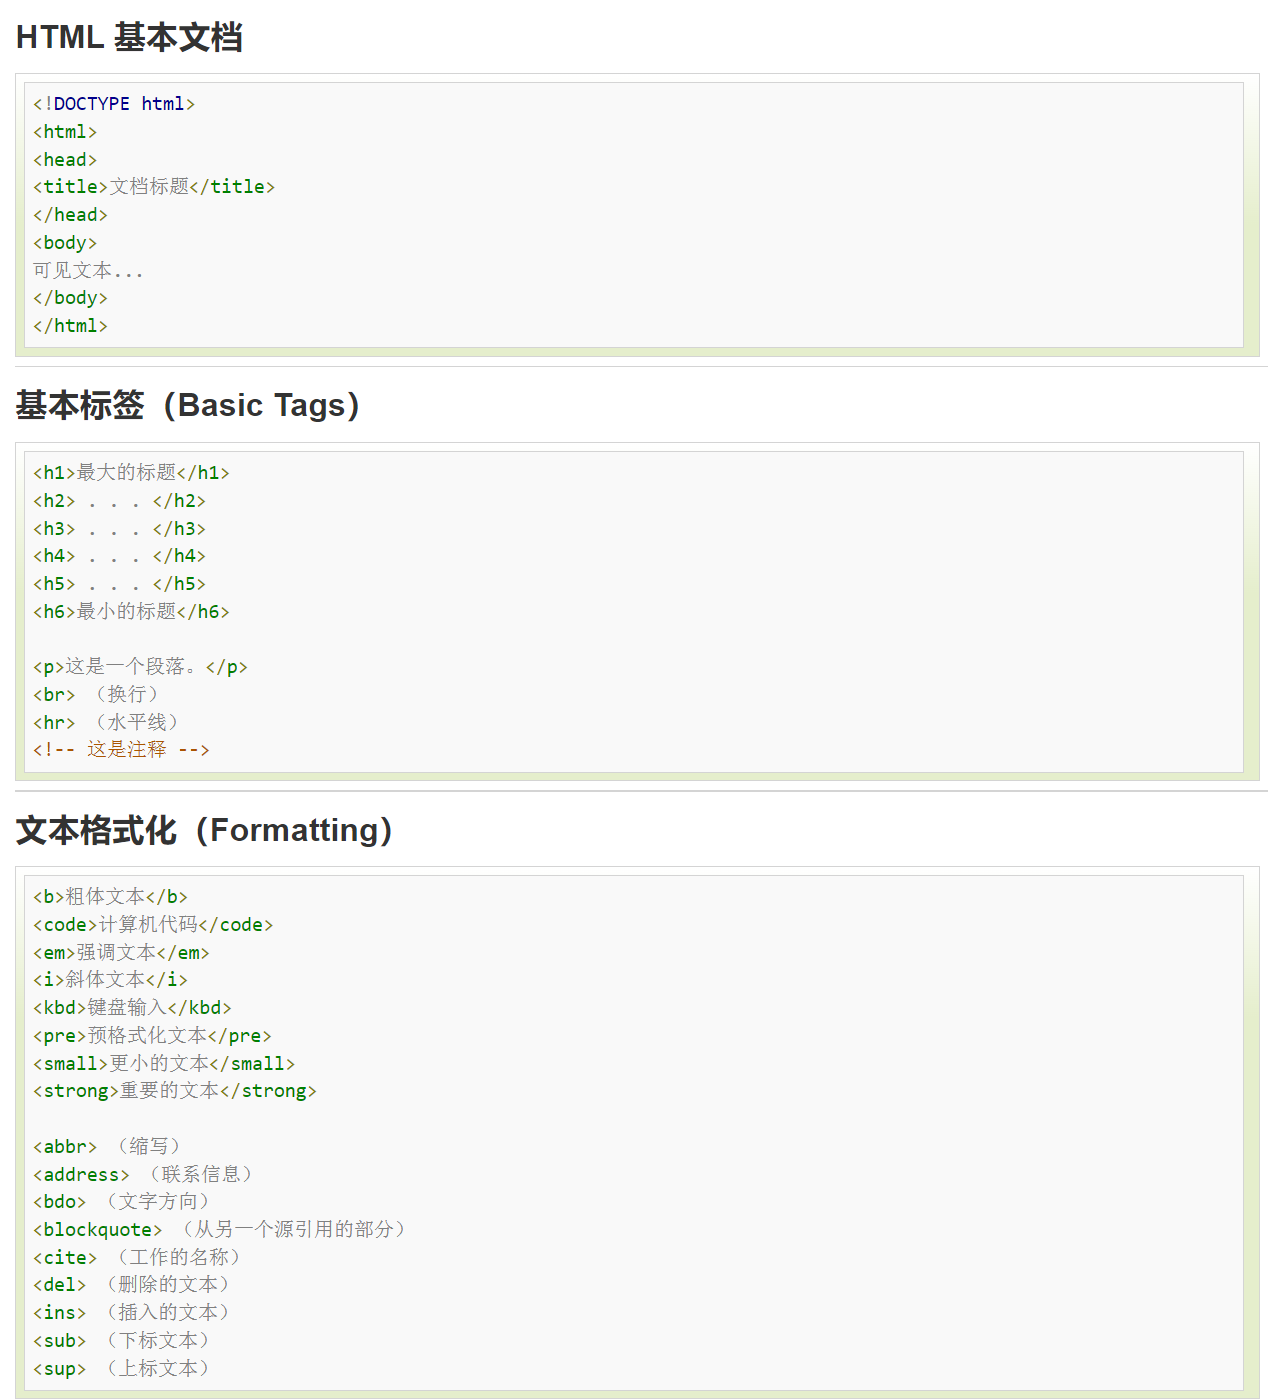 HTML 基本文档
<!DOCTYPE html>
<html>
<head>
<title>文档标题</title>
</head>
<body>
可见文本...
</body>
</html>
基本标签（Basic Tags）
<h1>最大的标题</h1>
<h2> . . . </h2>
<h3> . . . </h3>
<h4> . . . </h4>
<h5> . . . </h5>
<h6>最小的标题</h6>
<p>这是一个段落。</p>
<br> （换行）
<hr> （水平线）
<!-- 这是注释 -->
文本格式化（Formatting）
<b>粗体文本</b>
<code>计算机代码</code>
<em>强调文本</em>
<i>斜体文本</i>
<kbd>键盘输入</kbd>
<pre>预格式化文本</pre>
<small>更小的文本</small>
<strong>重要的文本</strong>
<abbr> （缩写）
<address> （联系信息）
<bdo> （文字方向）
<blockquote> （从另一个源引用的部分）
<cite> （工作的名称）
<del> （删除的文本）
<ins> （插入的文本）
<sub> （下标文本）
<sup> （上标文本）